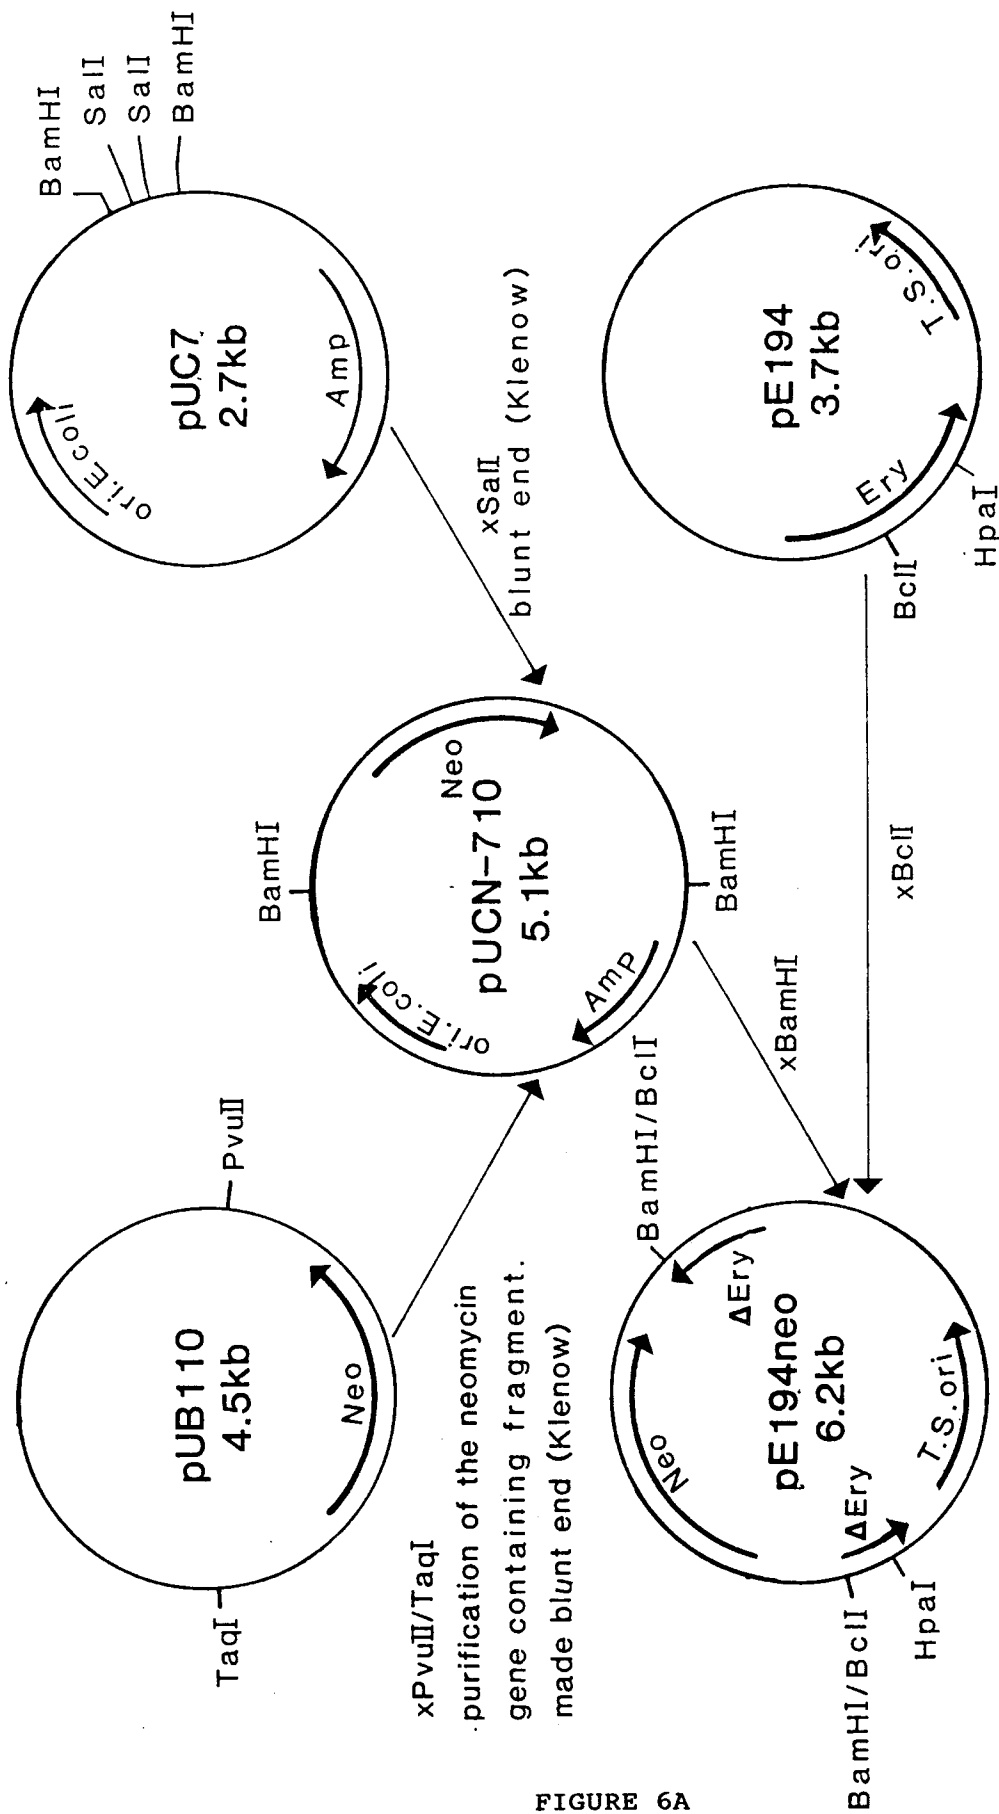 TaqI
PvuII
pUB110
4.5kb
Neo
xPvuII/TaqI
purification of the neomycin
gene containing fragment.
made blunt end (Klenow)
BamHI
SalI
SalI
BamHI
ori.E.coli
pUC7
2.7kb
Amp
xSalI
blunt end (Klenow)
BamHI
ori.E.coli
Neo
pUCN-710
5.1kb
Amp
BamHI
xBamHI
T.S.ori
pE194
3.7kb
Ery
BclI
HpaI
xBclI
BamHI/BclI
ΔEry
Neo
pE194neo
6.2kb
ΔEry
T.S.ori
BamHI/BclI
HpaI
FIGURE 6A